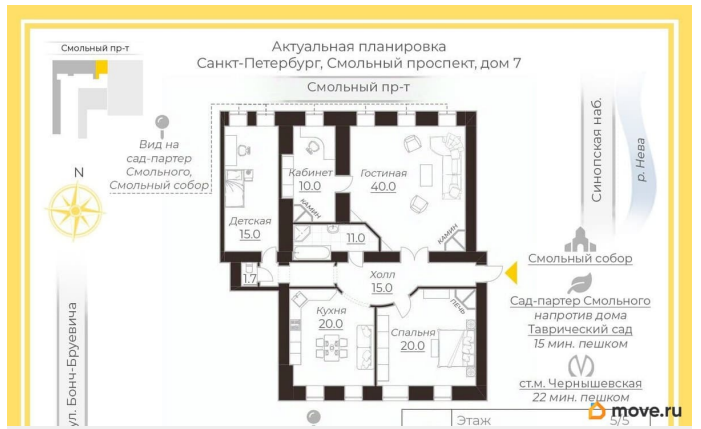 Смольный пр-т
Актуальная планировка
Санкт-Петербург, Смольный проспект, дом 7
Смольный пр-т
Вид на
сад-партер
Смольного,
Смольный собор
N
Синопская наб.
р. Нева
Кабинет
10.0
Гостиная
40.0
Детская
15.0
КАМИН
КАМИН
11.0
1.7
Холл
15.0
Кухня
20.0
Спальня
20.0
ПЕЧЬ
ул. Бонч-Бруевича
Смольный собор
Сад-партер Смольного
напротив дома
Таврический сад
15 мин. пешком
ст.м. Чернышевская
22 мин. пешком
Этаж
5/5
move.ru